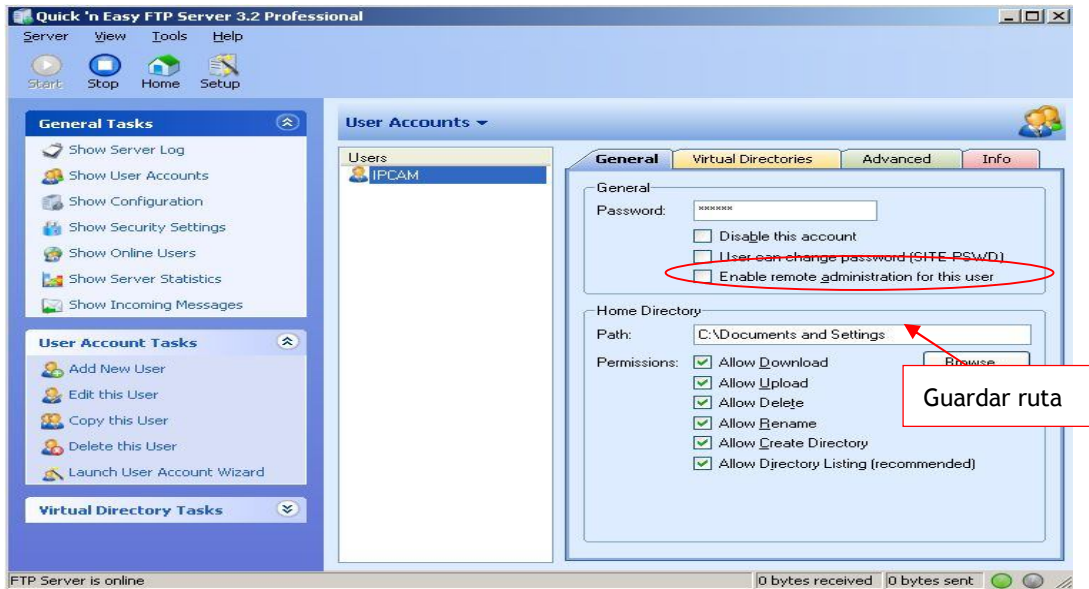 Quick 'n Easy FTP Server 3.2 Professional
Server View Tools Help
Start Stop Home Setup
General Tasks
Show Server Log
Show User Accounts
Show Configuration
Show Security Settings
Show Online Users
Show Server Statistics
Show Incoming Messages
User Account Tasks
Add New User
Edit this User
Copy this User
Delete this User
Launch User Account Wizard
Virtual Directory Tasks
User Accounts
Users
IPCAM
General Virtual Directories Advanced Info
General
Password: ******
Disable this account
User can change password (SITE PSWD)
Enable remote administration for this user
Home Directory
Path: C:\Documents and Settings
Permissions: Allow Download Browse...
Allow Upload
Allow Delete
Allow Rename
Allow Create Directory
Allow Directory Listing (recommended)
Guardar ruta
FTP Server is online 0 bytes received 0 bytes sent